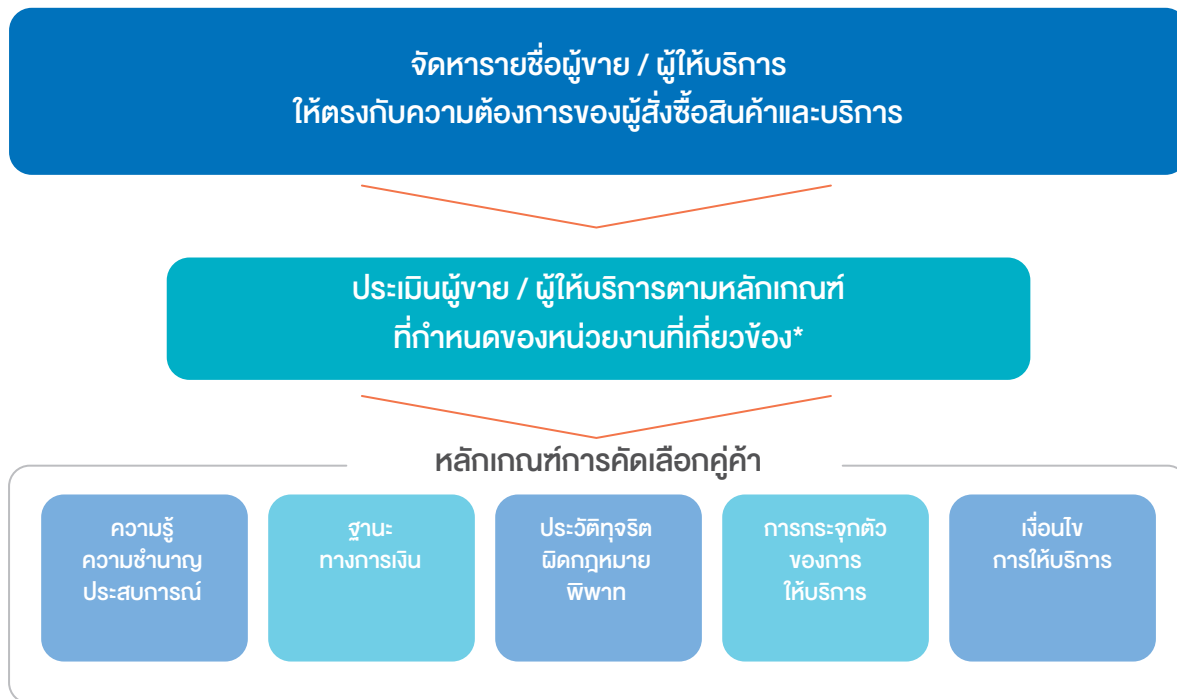 จัดหารายชื่อผู้ขาย / ผู้ให้บริการ
ให้ตรงกับความต้องการของผู้สั่งซื้อสินค้าและบริการ
ประเมินผู้ขาย / ผู้ให้บริการตามหลักเกณฑ์
ที่กำหนดของหน่วยงานที่เกี่ยวข้อง*
หลักเกณฑ์การคัดเลือกคู่ค้า
ความรู้
ความชำนาญ
ประสบการณ์
ฐานะ
ทางการเงิน
ประวัติทุจริต
ผิดกฎหมาย
พิพาท
การกระจุกตัว
ของการ
ให้บริการ
เงื่อนไข
การให้บริการ